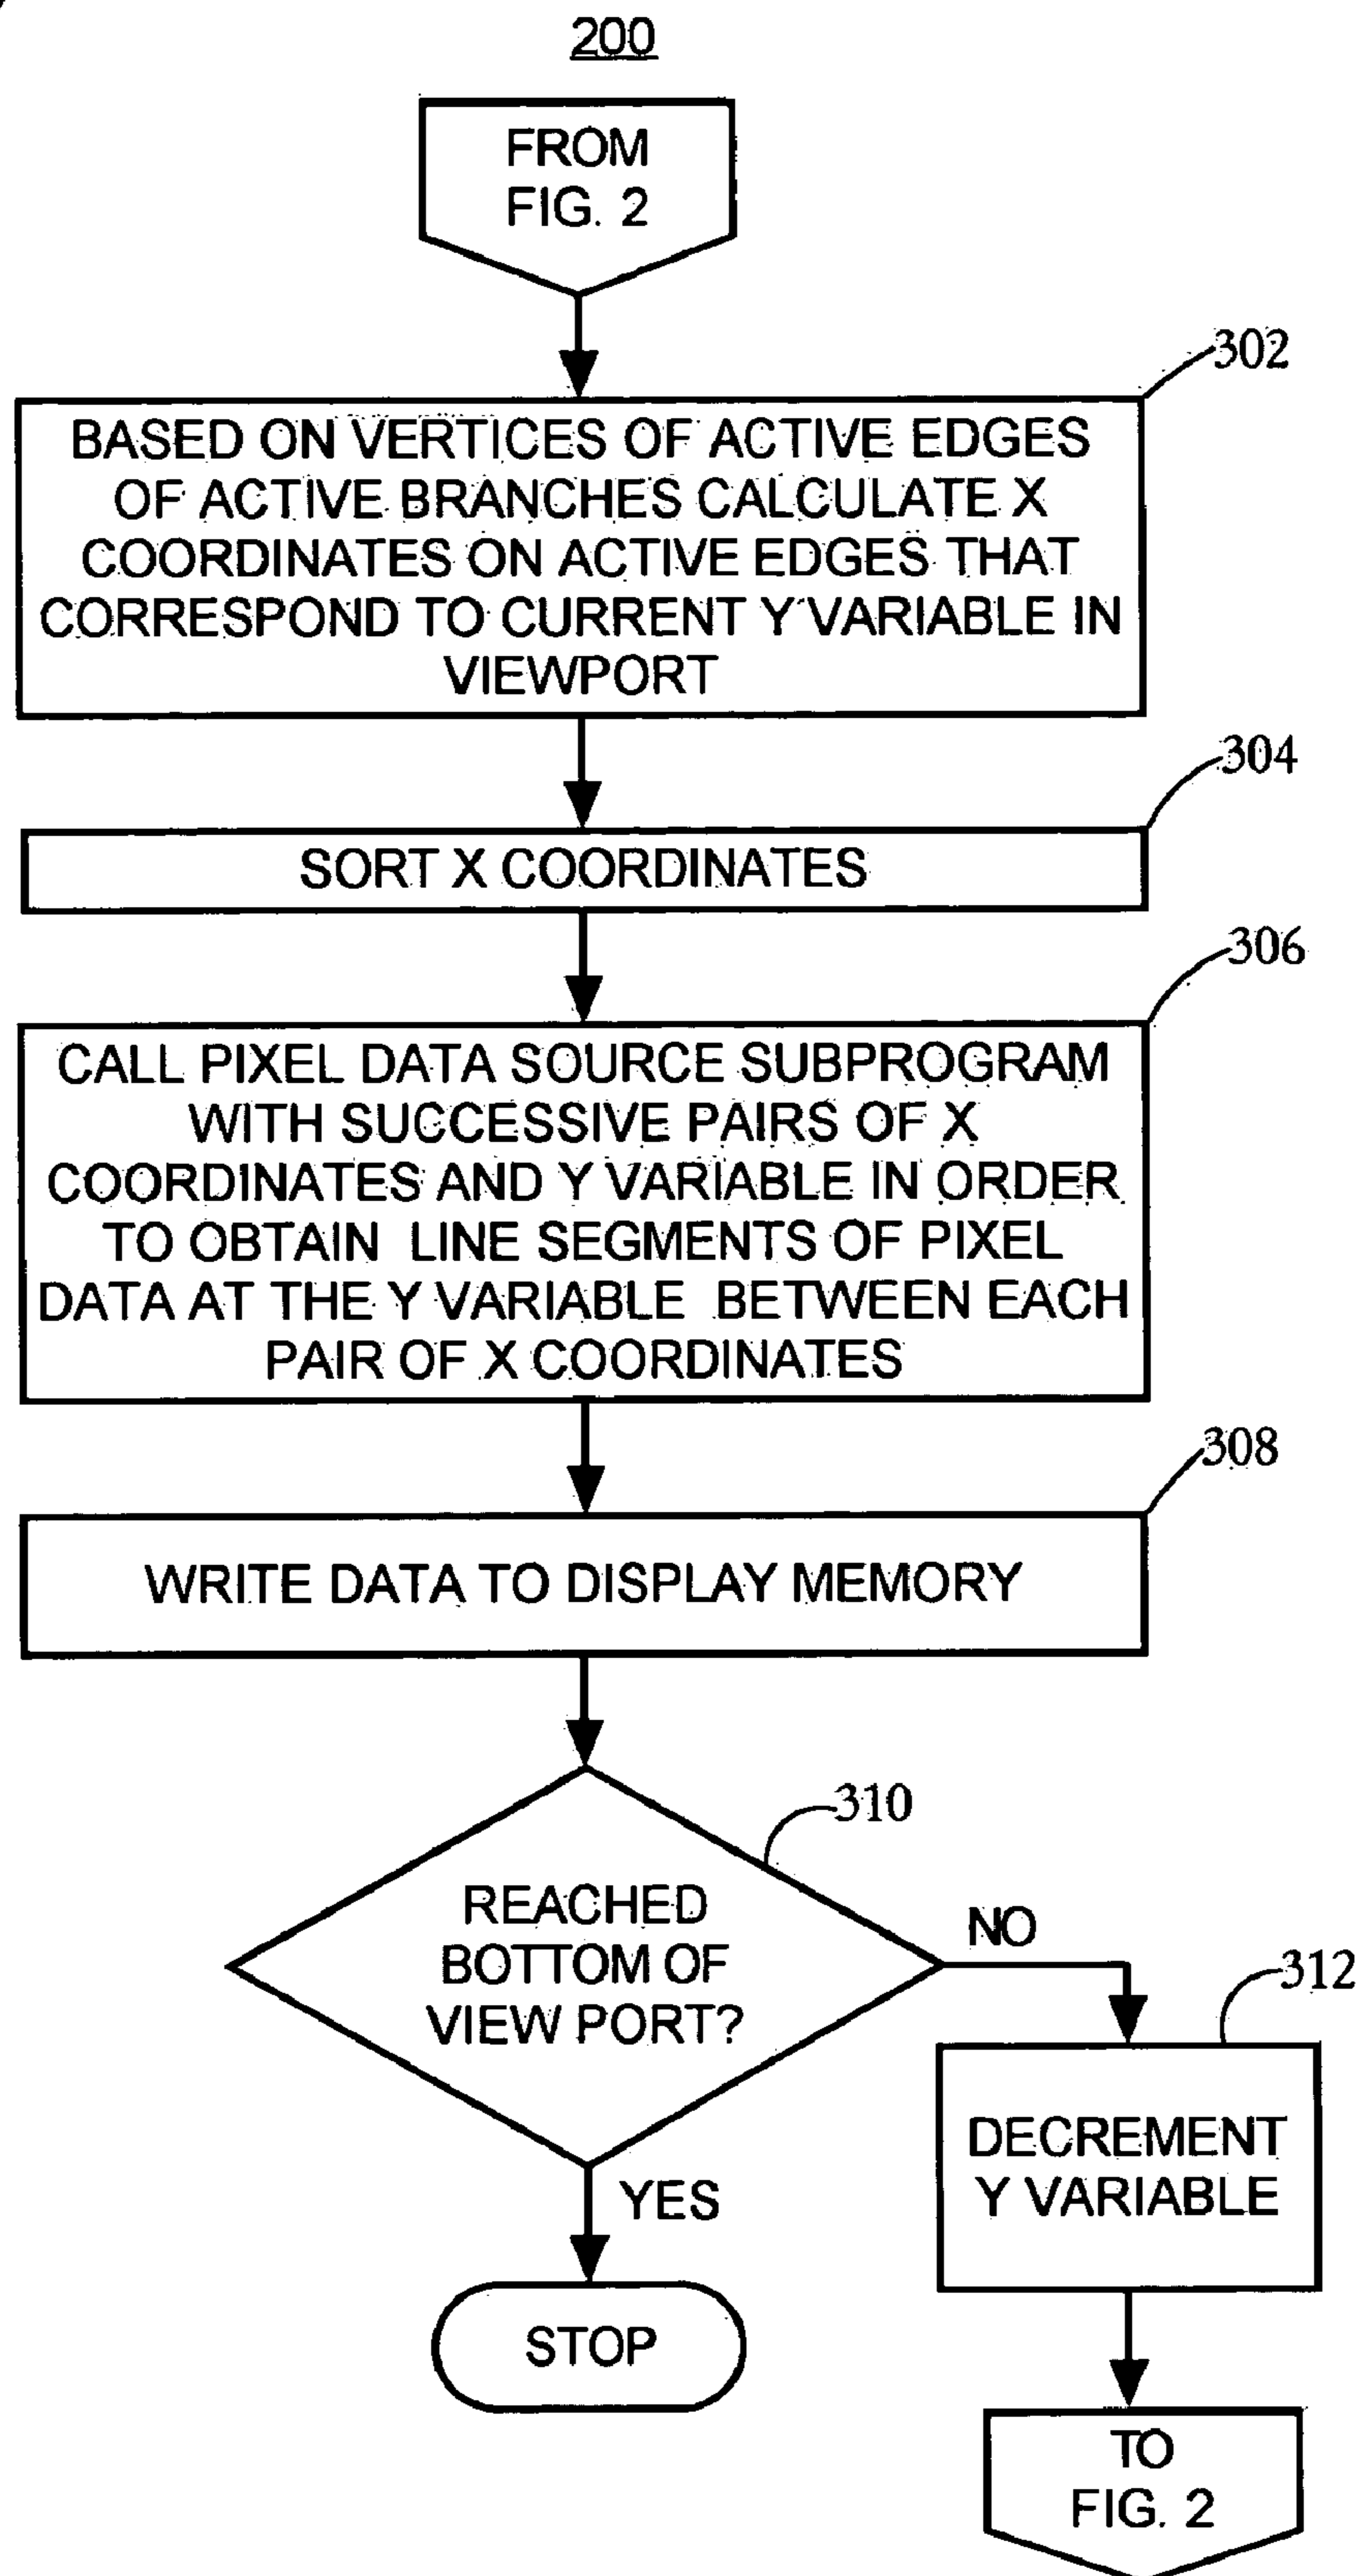 200
FROM
FIG. 2
302
BASED ON VERTICES OF ACTIVE EDGES
OF ACTIVE BRANCHES CALCULATE X
COORDINATES ON ACTIVE EDGES THAT
CORRESPOND TO CURRENT Y VARIABLE IN
VIEWPORT
304
SORT X COORDINATES
306
CALL PIXEL DATA SOURCE SUBPROGRAM
WITH SUCCESSIVE PAIRS OF X
COORDINATES AND Y VARIABLE IN ORDER
TO OBTAIN LINE SEGMENTS OF PIXEL
DATA AT THE Y VARIABLE BETWEEN EACH
PAIR OF X COORDINATES
308
WRITE DATA TO DISPLAY MEMORY
310
REACHED
BOTTOM OF
VIEW PORT?
NO
312
DECREMENT
Y VARIABLE
YES
STOP
TO
FIG. 2